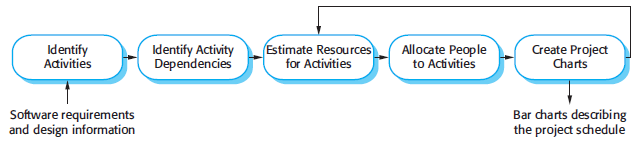 Identify
Activities
Identify Activity
Dependencies
Estimate Resources
for Activities
Allocate People
to Activities
Create Project
Charts
Software requirements
and design information
Bar charts describing
the project schedule